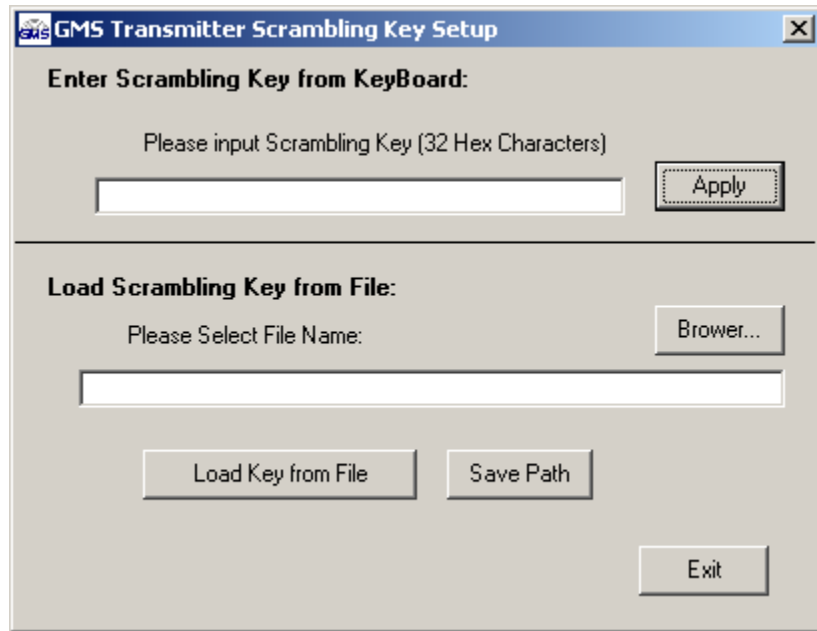 GMS GMS Transmitter Scrambling Key Setup
Enter Scrambling Key from KeyBoard:
Please input Scrambling Key (32 Hex Characters)
Apply
Load Scrambling Key from File:
Please Select File Name:
Brower...
Load Key from File
Save Path
Exit